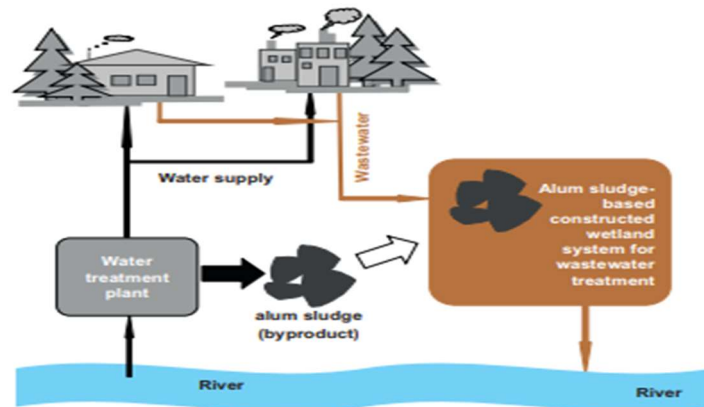 Water supply
Wastewater
Alum sludge-
based
constructed
wetland
system for
wastewater
treatment
Water
treatment
plant
alum sludge
(byproduct)
River
River